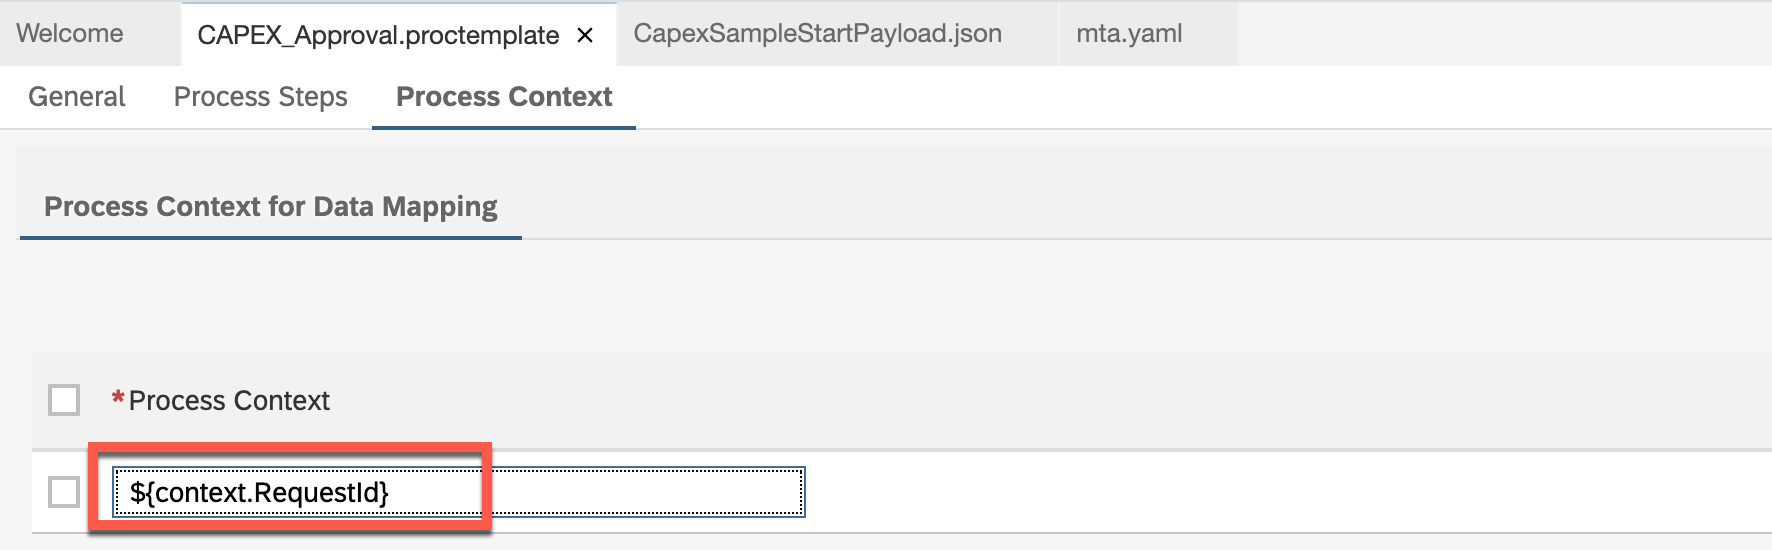 Welcome CAPEX_Approval.proctemplate × CapexSampleStartPayload.json mta.yaml
General Process Steps Process Context
Process Context for Data Mapping
*Process Context
${context.RequestId}